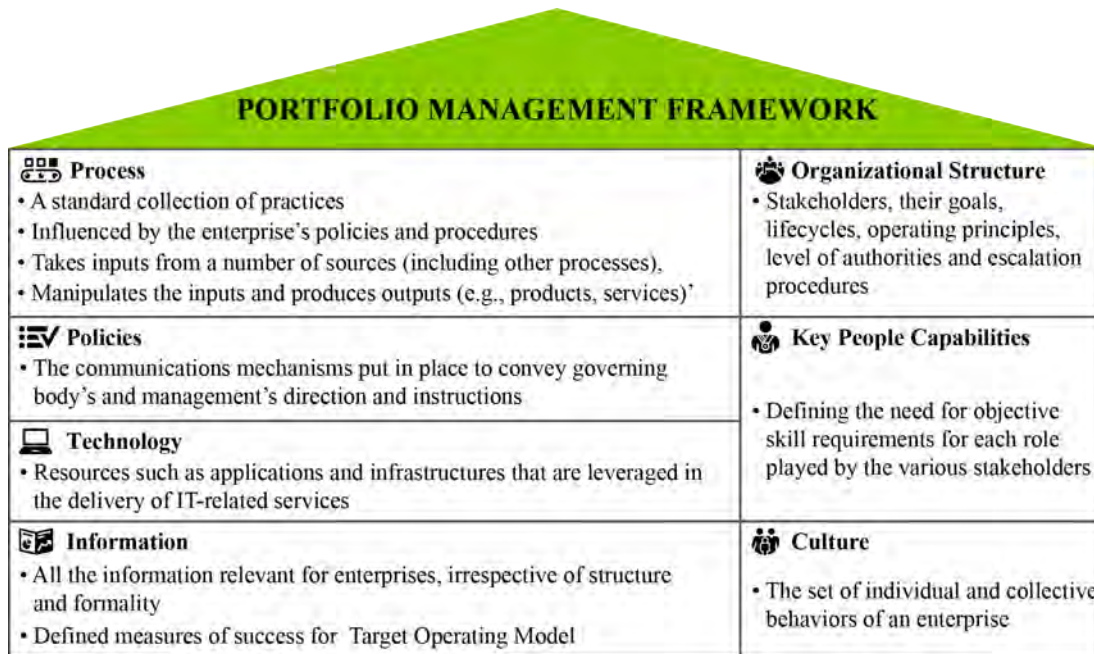 PORTFOLIO MANAGEMENT FRAMEWORK
Process
• A standard collection of practices
• Influenced by the enterprise’s policies and procedures
• Takes inputs from a number of sources (including other processes),
• Manipulates the inputs and produces outputs (e.g., products, services)’
Policies
• The communications mechanisms put in place to convey governing
body’s and management’s direction and instructions
Technology
• Resources such as applications and infrastructures that are leveraged in
the delivery of IT-related services
Information
• All the information relevant for enterprises, irrespective of structure
and formality
• Defined measures of success for Target Operating Model
Organizational Structure
• Stakeholders, their goals,
lifecycles, operating principles,
level of authorities and escalation
procedures
Key People Capabilities
• Defining the need for objective
skill requirements for each role
played by the various stakeholders
Culture
• The set of individual and collective
behaviors of an enterprise